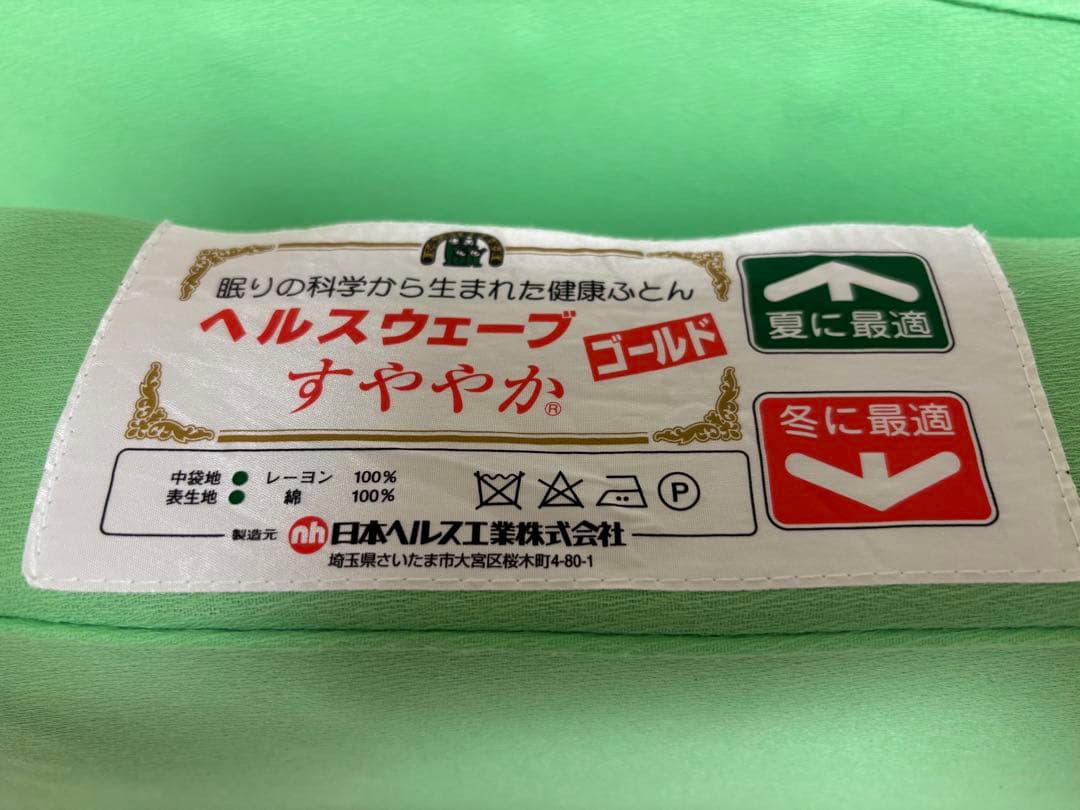 眠りの科学から生まれた健康ふとん
ヘルスウェーブ
ゴールド
すややか®
夏に最適
冬に最適
中袋地 ● レーヨン 100%
表生地 ● 綿 100%
P
製造元 nh 日本ヘルス工業株式会社
埼玉県さいたま市大宮区桜木町4-80-1